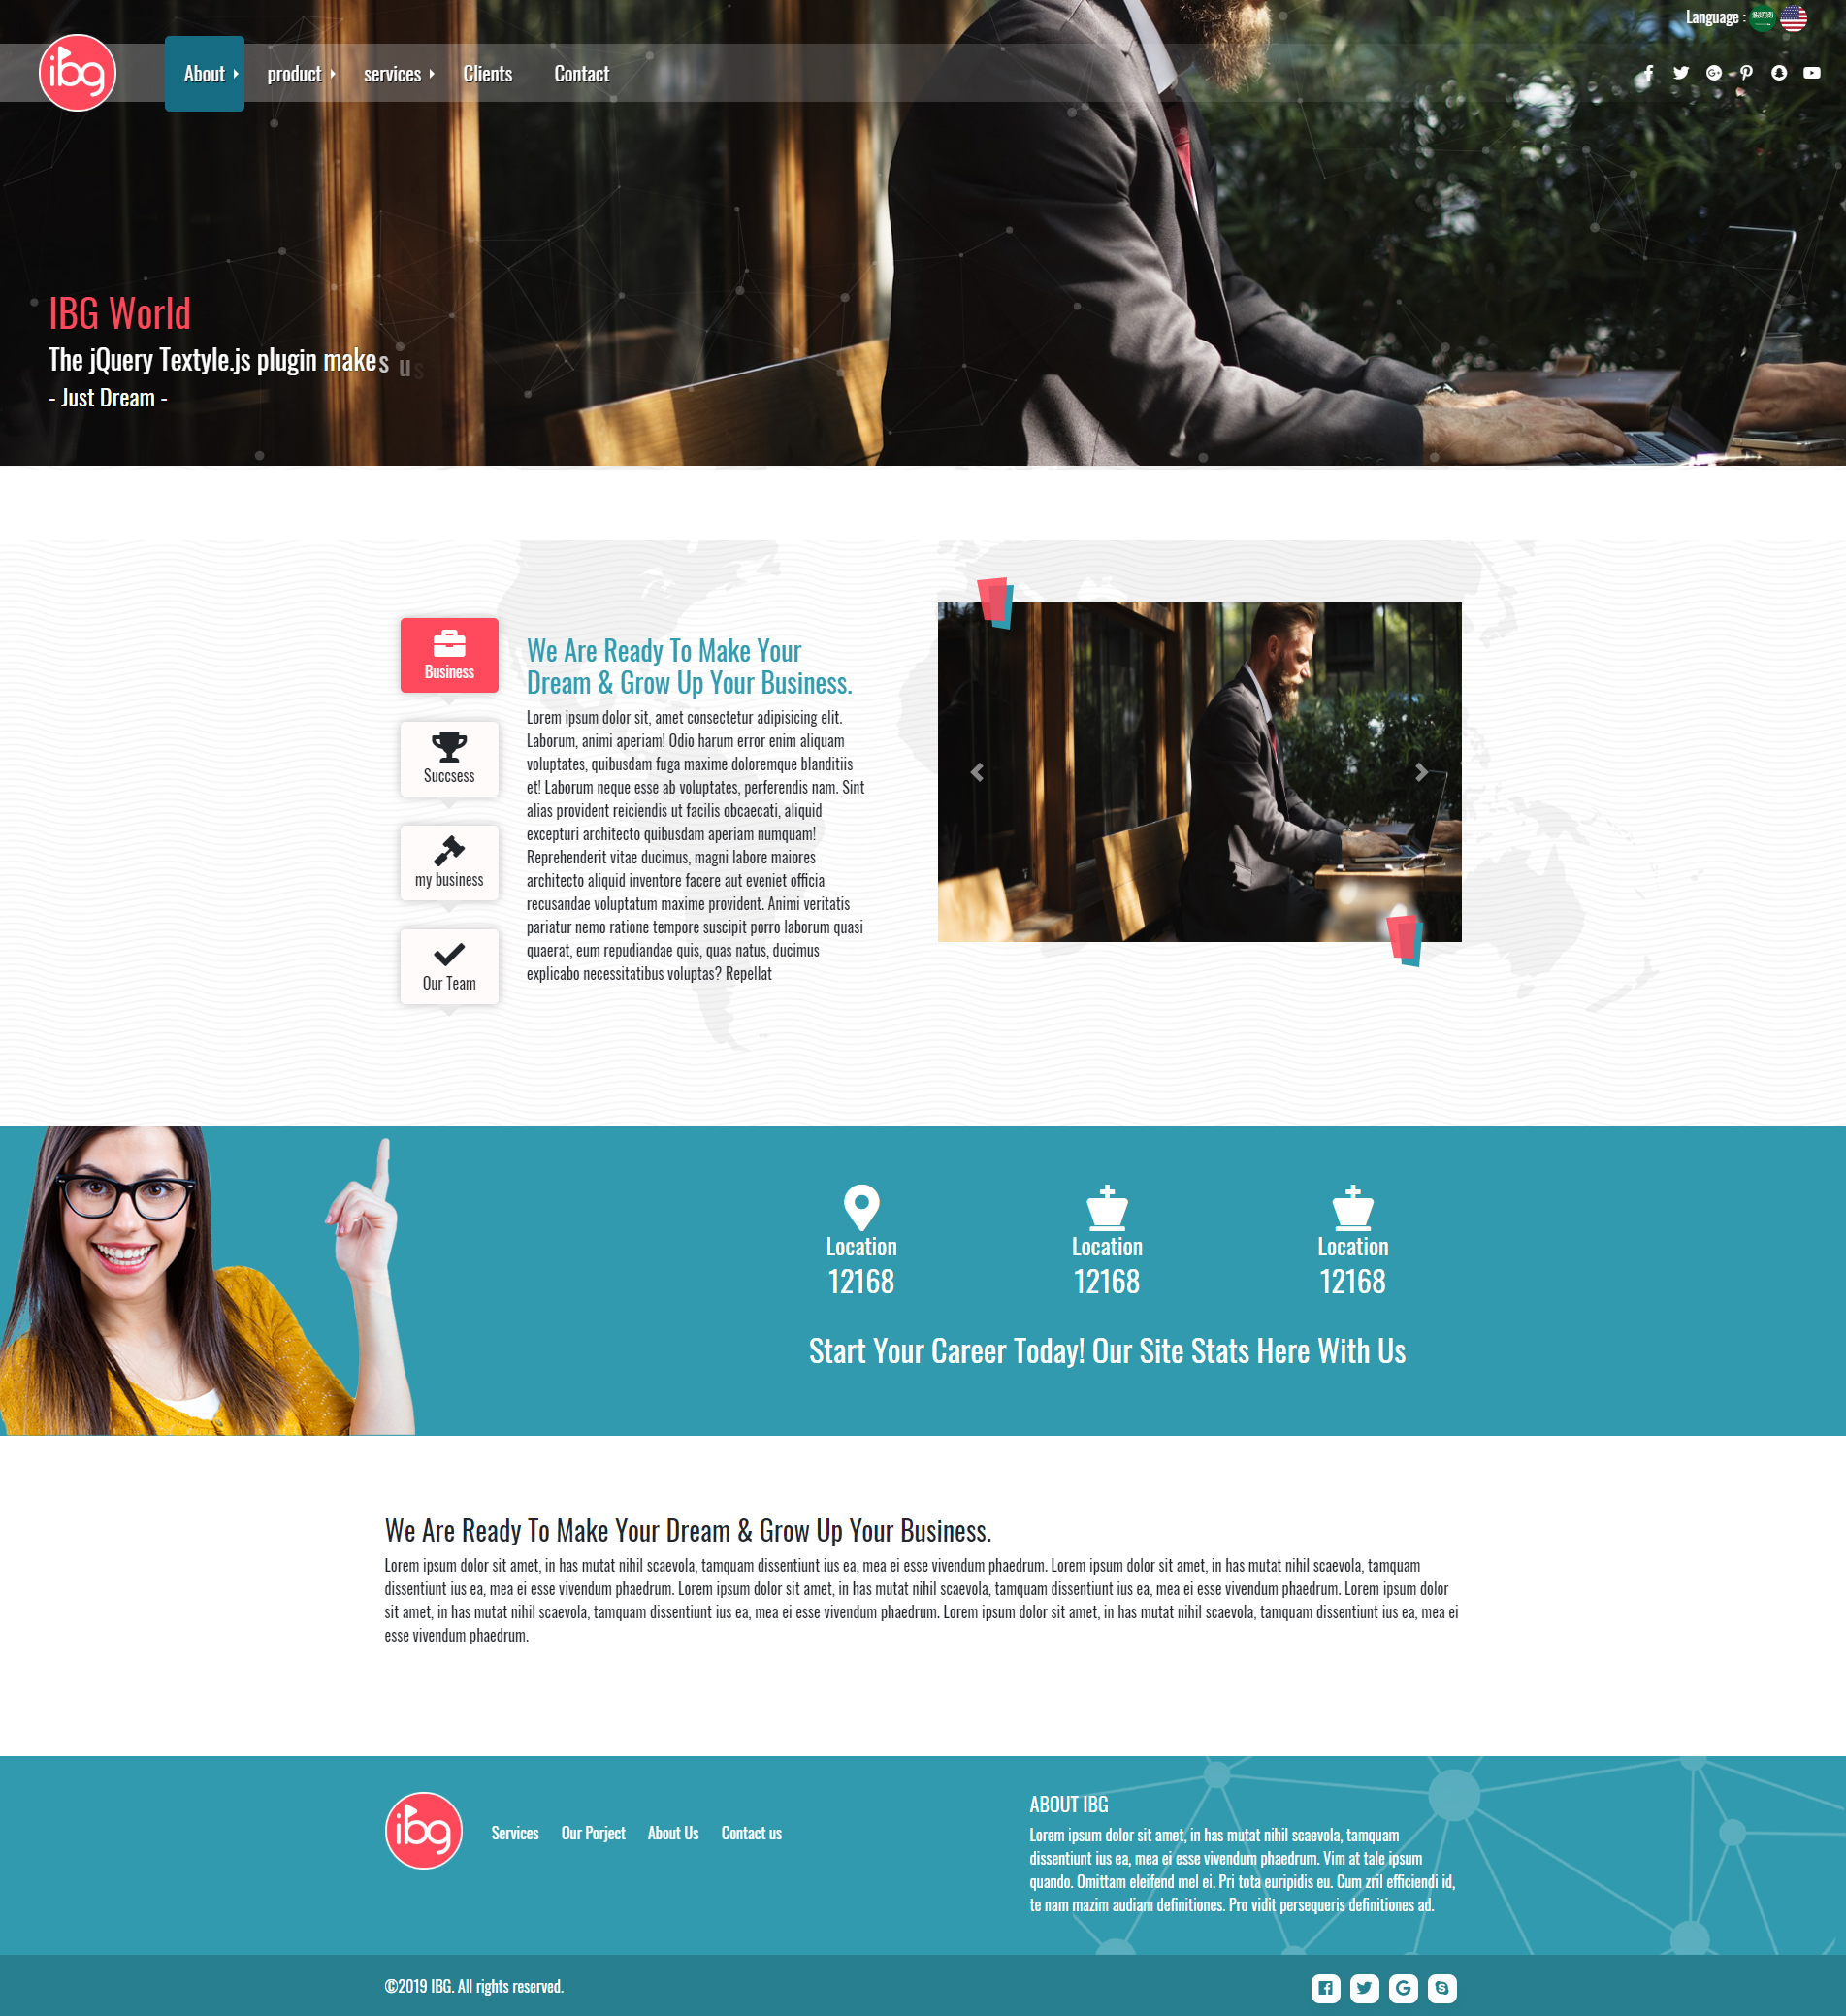 Language :
ibg
About
product
services
Clients
Contact
IBG World
The jQuery Textyle.js plugin makes us
- Just Dream -
Business
Succsess
my business
Our Team
We Are Ready To Make Your
Dream & Grow Up Your Business.
Lorem ipsum dolor sit, amet consectetur adipisicing elit.
Laborum, animi aperiam! Odio harum error enim aliquam
voluptates, quibusdam fuga maxime doloremque blanditiis
et! Laborum neque esse ab voluptates, perferendis nam. Sint
alias provident reiciendis ut facilis obcaecati, aliquid
excepturi architecto quibusdam aperiam numquam!
Reprehenderit vitae ducimus, magni labore maiores
architecto aliquid inventore facere aut eveniet officia
recusandae voluptatum maxime provident. Animi veritatis
pariatur nemo ratione tempore suscipit porro laborum quasi
quaerat, eum repudiandae quis, quas natus, ducimus
explicabo necessitatibus voluptas? Repellat
Location
12168
Location
12168
Location
12168
Start Your Career Today! Our Site Stats Here With Us
We Are Ready To Make Your Dream & Grow Up Your Business.
Lorem ipsum dolor sit amet, in has mutat nihil scaevola, tamquam dissentiunt ius ea, mea ei esse vivendum phaedrum. Lorem ipsum dolor sit amet, in has mutat nihil scaevola, tamquam
dissentiunt ius ea, mea ei esse vivendum phaedrum. Lorem ipsum dolor sit amet, in has mutat nihil scaevola, tamquam dissentiunt ius ea, mea ei esse vivendum phaedrum. Lorem ipsum dolor
sit amet, in has mutat nihil scaevola, tamquam dissentiunt ius ea, mea ei esse vivendum phaedrum. Lorem ipsum dolor sit amet, in has mutat nihil scaevola, tamquam dissentiunt ius ea, mea ei
esse vivendum phaedrum.
ibg
Services
Our Porject
About Us
Contact us
ABOUT IBG
Lorem ipsum dolor sit amet, in has mutat nihil scaevola, tamquam
dissentiunt ius ea, mea ei esse vivendum phaedrum. Vim at tale ipsum
quando. Omittam eleifend mel ei. Pri tota euripidis eu. Cum zril efficiendi id,
te nam mazim audiam definitiones. Pro vidit persequeris definitiones ad.
©2019 IBG. All rights reserved.